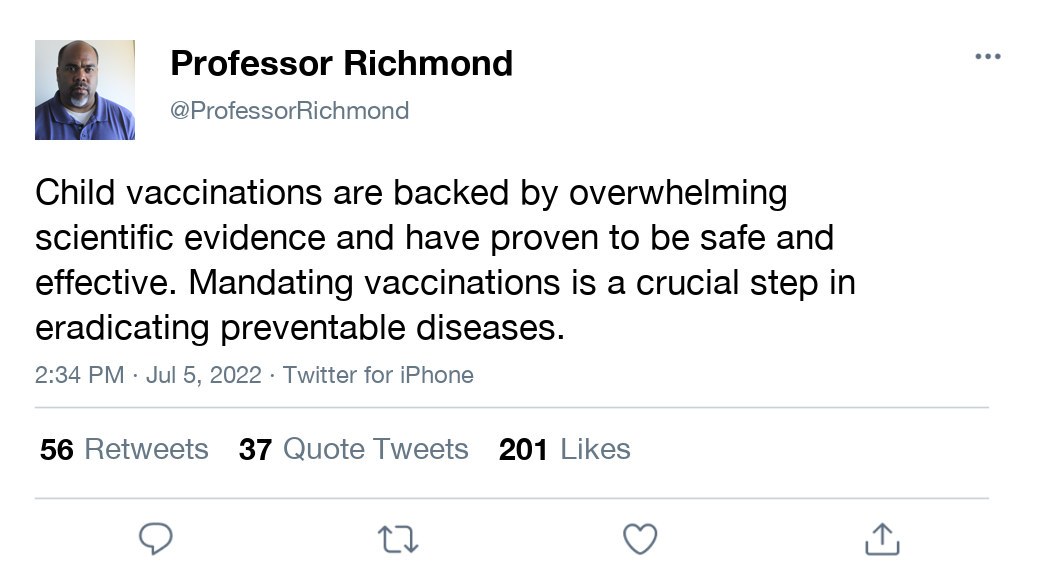 Professor Richmond
@ProfessorRichmond
Child vaccinations are backed by overwhelming
scientific evidence and have proven to be safe and
effective. Mandating vaccinations is a crucial step in
eradicating preventable diseases.
2:34 PM · Jul 5, 2022 · Twitter for iPhone
56 Retweets 37 Quote Tweets 201 Likes